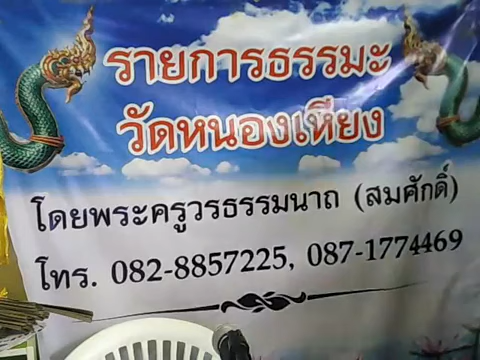 รายการธรรมะ
วัดหนองเหียง
โดยพระครูวรธรรมนาถ (สมศักดิ์)
โทร. 082-8857225, 087-1774469